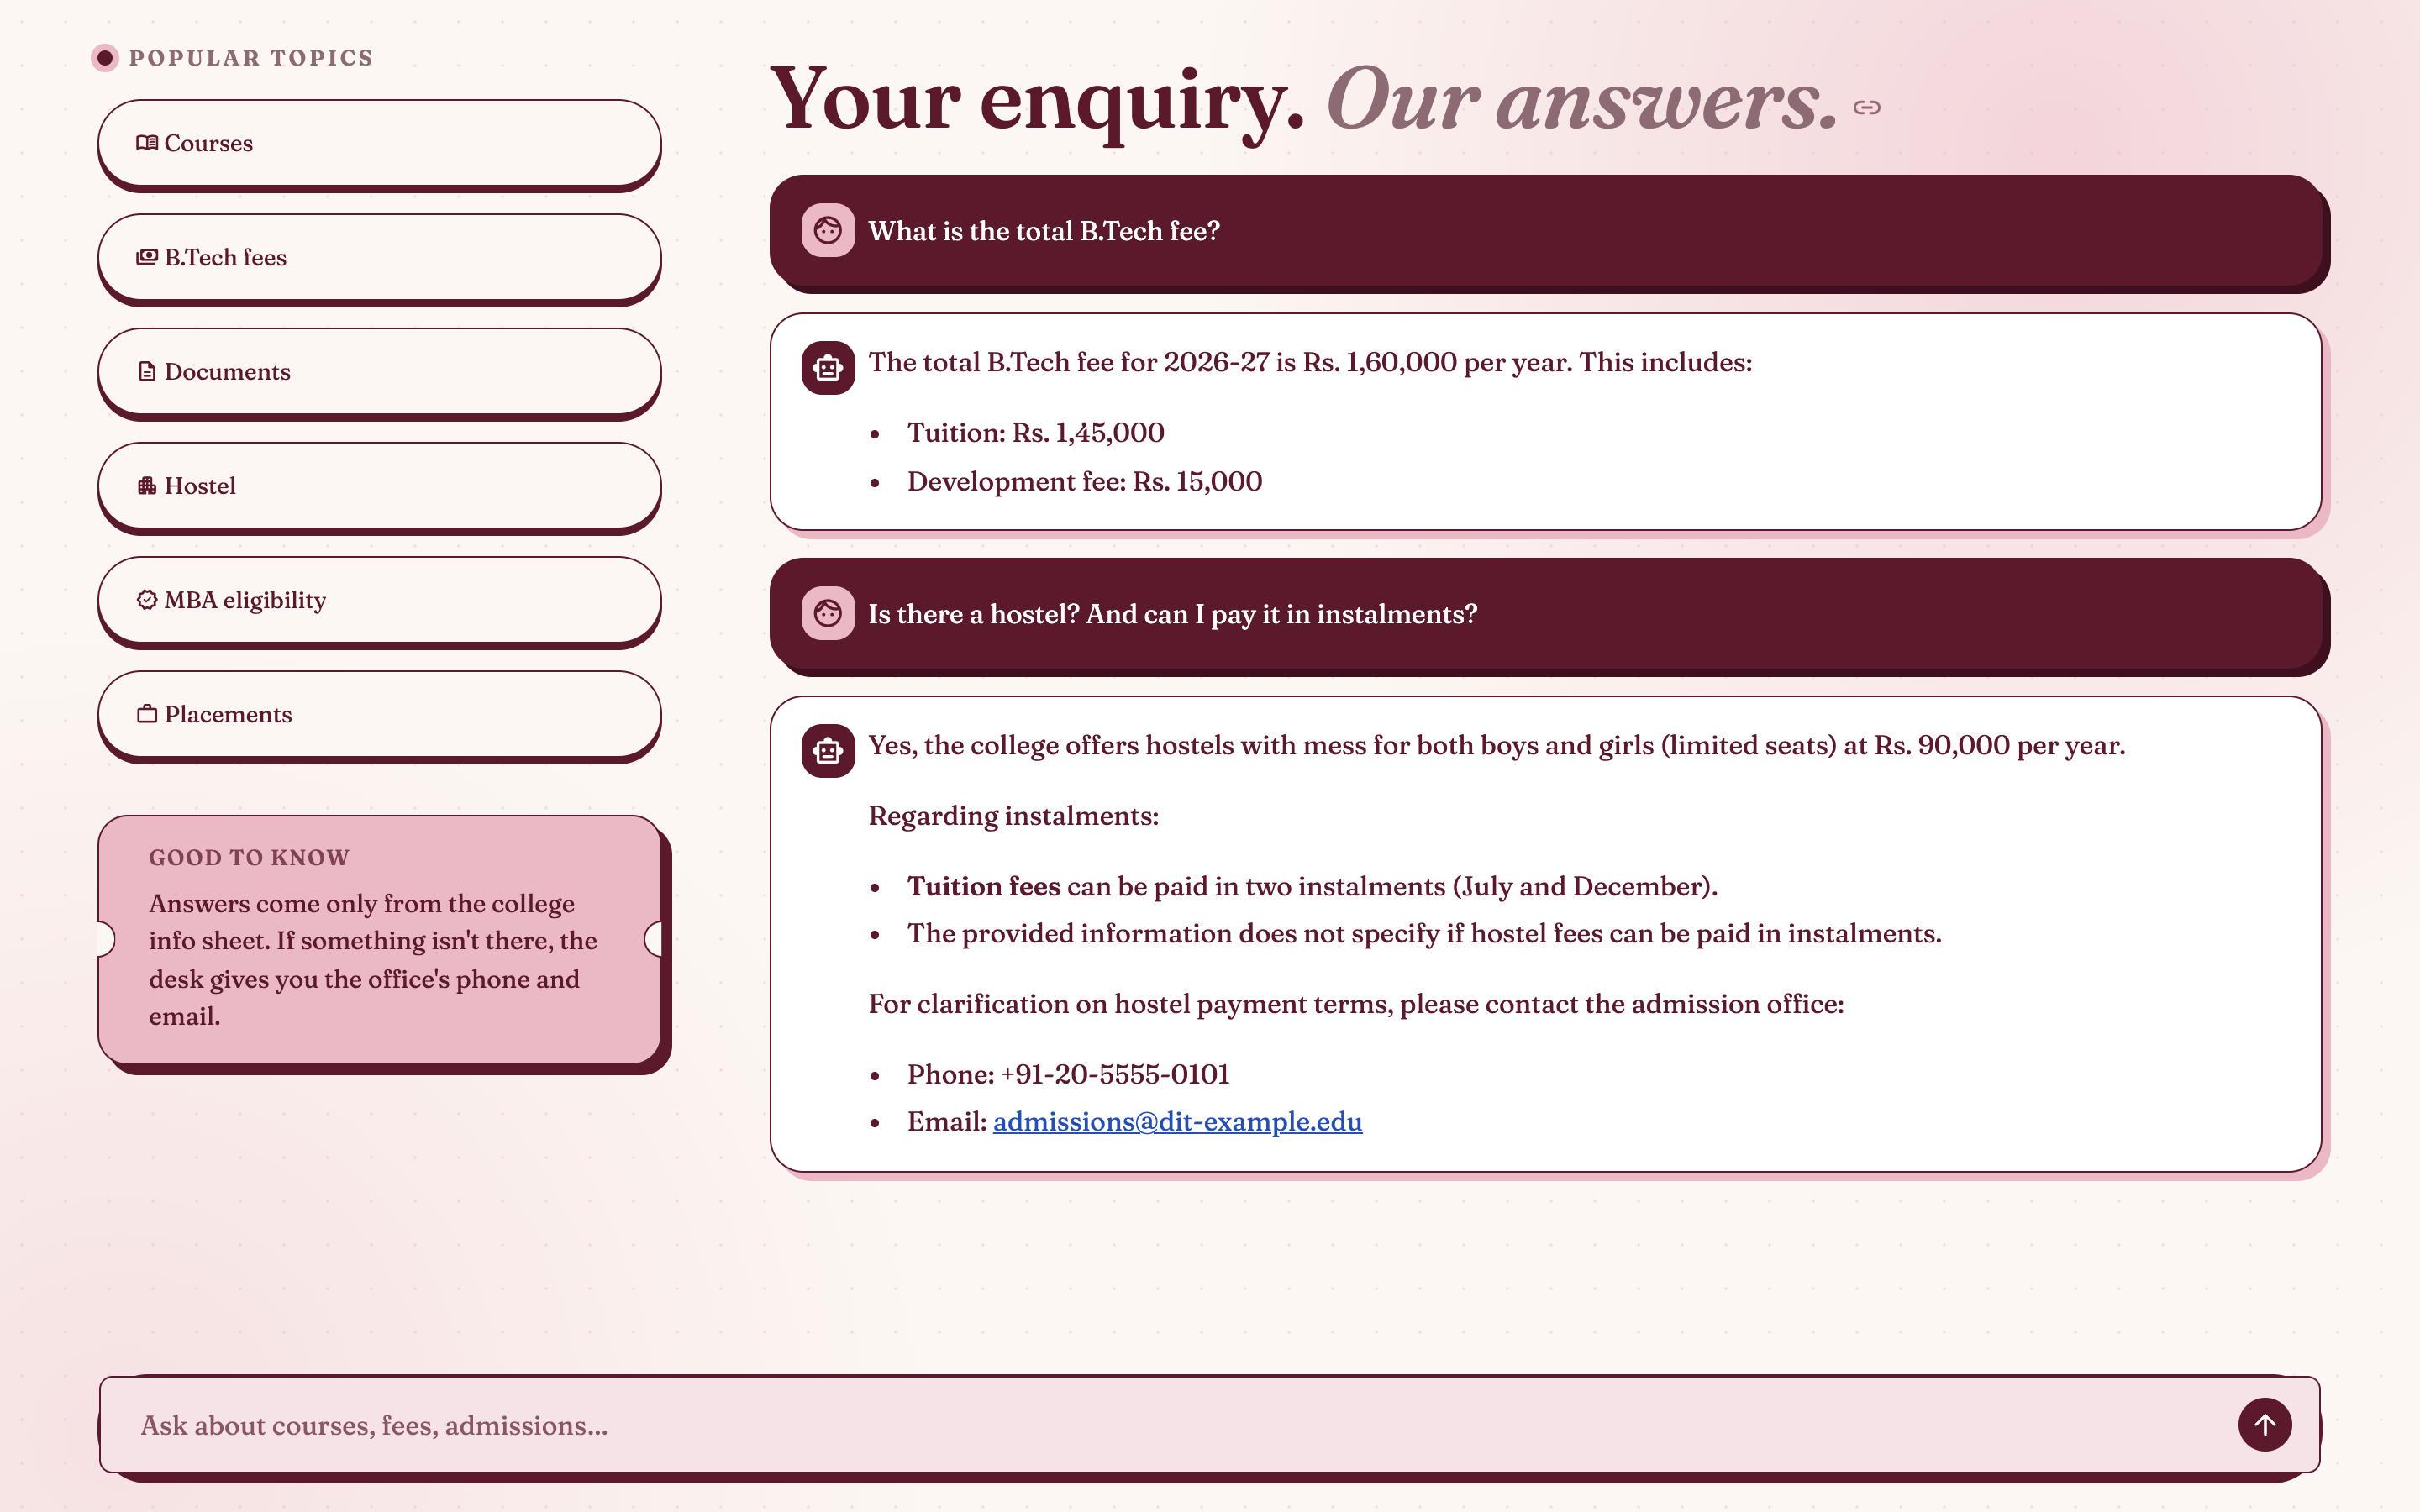 POPULAR TOPICS
Courses
B.Tech fees
Documents
Hostel
MBA eligibility
Placements
GOOD TO KNOW
Answers come only from the college
info sheet. If something isn't there, the
desk gives you the office's phone and
email.
Your enquiry. Our answers.
What is the total B.Tech fee?
The total B.Tech fee for 2026-27 is Rs. 1,60,000 per year. This includes:
• Tuition: Rs. 1,45,000
• Development fee: Rs. 15,000
Is there a hostel? And can I pay it in instalments?
Yes, the college offers hostels with mess for both boys and girls (limited seats) at Rs. 90,000 per year.
Regarding instalments:
• Tuition fees can be paid in two instalments (July and December).
• The provided information does not specify if hostel fees can be paid in instalments.
For clarification on hostel payment terms, please contact the admission office:
• Phone: +91-20-5555-0101
• Email: admissions@dit-example.edu
Ask about courses, fees, admissions...